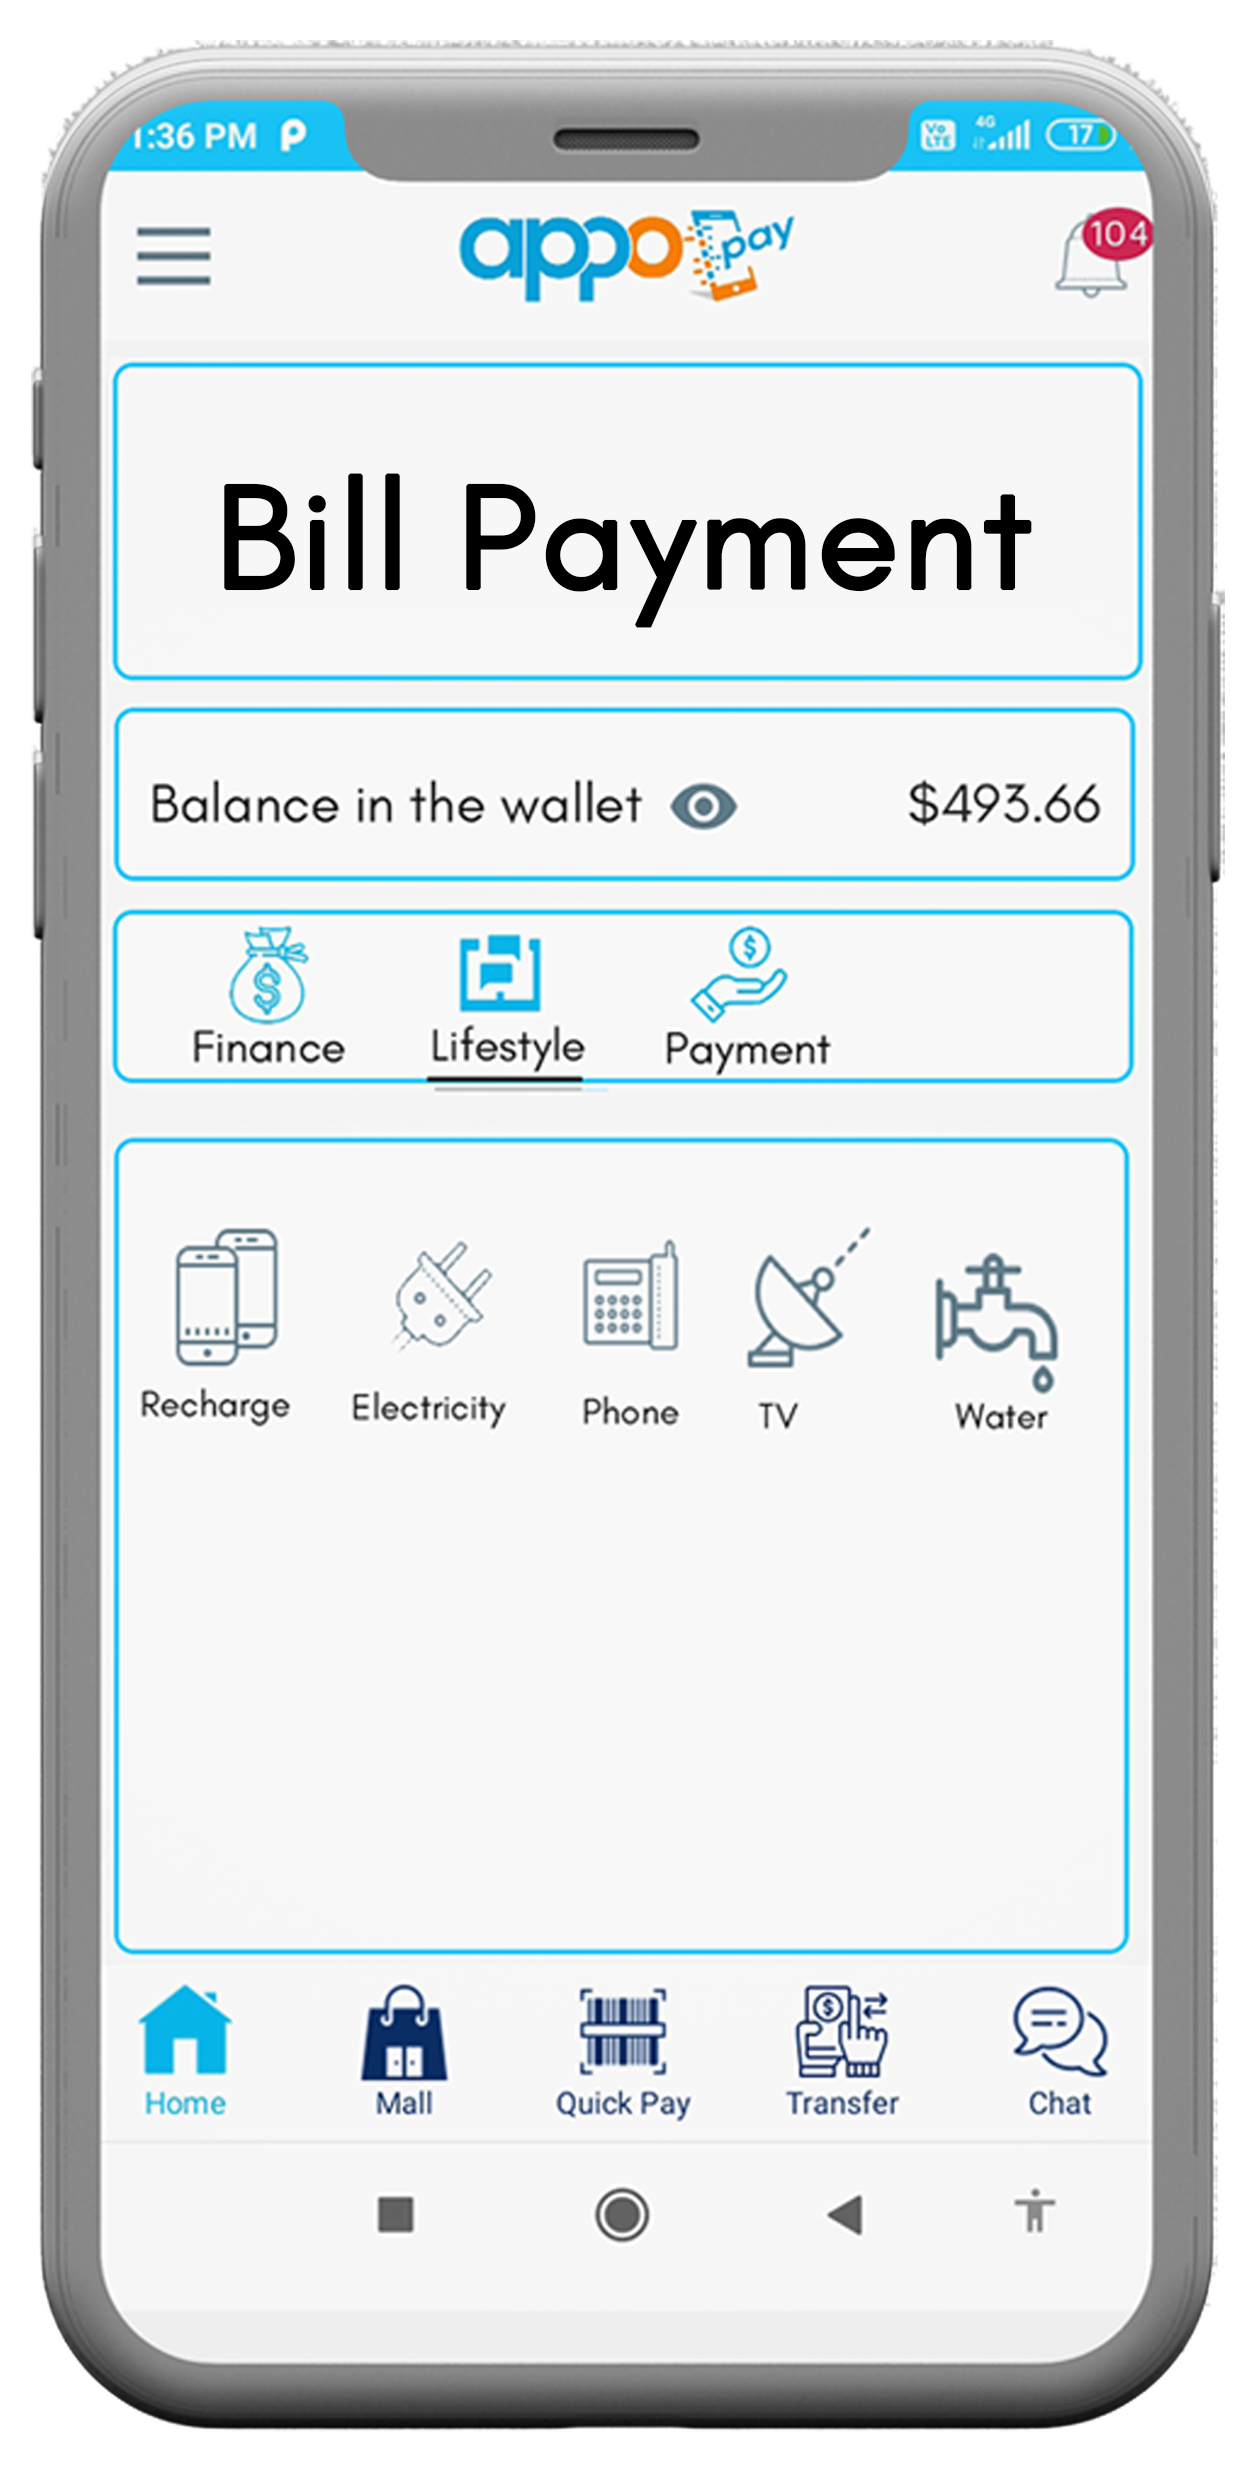 1:36 PM
Vo LTE 4G 17
appo pay
104
Bill Payment
Balance in the wallet $493.66
Finance Lifestyle Payment
Recharge Electricity Phone TV Water
Home Mall Quick Pay Transfer Chat